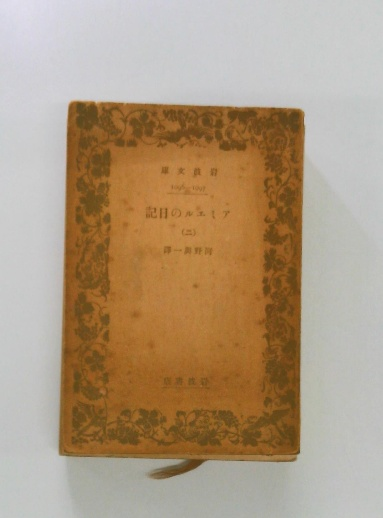 岩波文庫
アミエルの日記
(二)
河野與一譯
岩波書店